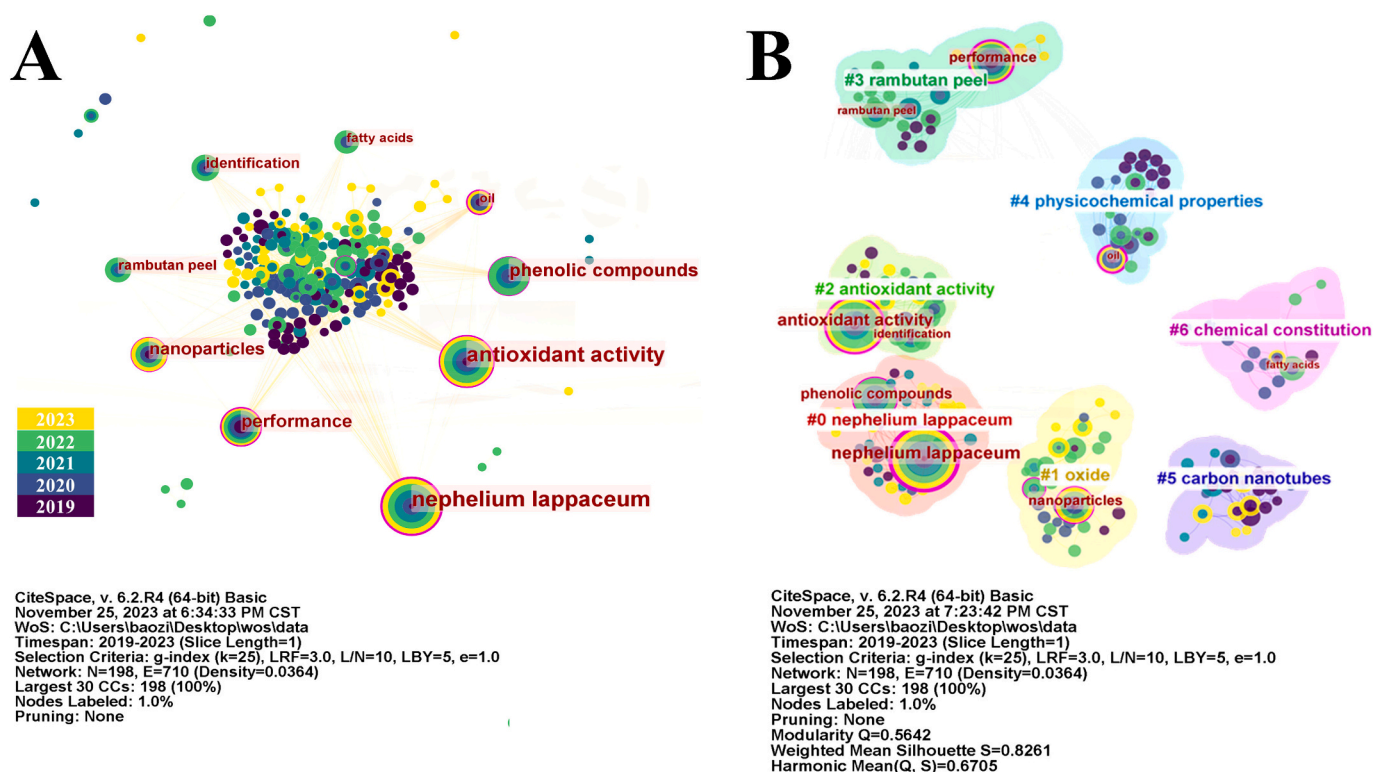 A
fatty acids
identification
oil
rambutan peel
phenolic compounds
nanoparticles
antioxidant activity
performance
nephelium lappaceum
2023
2022
2021
2020
2019
CiteSpace, v. 6.2.R4 (64-bit) Basic
November 25, 2023 at 6:34:33 PM CST
WoS: C:\Users\baozi\Desktop\wos\data
Timespan: 2019-2023 (Slice Length=1)
Selection Criteria: g-index (k=25), LRF=3.0, L/N=10, LBY=5, e=1.0
Network: N=198, E=710 (Density=0.0364)
Largest 30 CCs: 198 (100%)
Nodes Labeled: 1.0%
Pruning: None
B
performance
#3 rambutan peel
rambutan peel
#4 physicochemical properties
oil
#2 antioxidant activity
antioxidant activity
identification
#6 chemical constitution
fatty acids
phenolic compounds
#0 nephelium lappaceum
nephelium lappaceum
#1 oxide
nanoparticles
#5 carbon nanotubes
CiteSpace, v. 6.2.R4 (64-bit) Basic
November 25, 2023 at 7:23:42 PM CST
WoS: C:\Users\baozi\Desktop\wos\data
Timespan: 2019-2023 (Slice Length=1)
Selection Criteria: g-index (k=25), LRF=3.0, L/N=10, LBY=5, e=1.0
Network: N=198, E=710 (Density=0.0364)
Largest 30 CCs: 198 (100%)
Nodes Labeled: 1.0%
Pruning: None
Modularity Q=0.5642
Weighted Mean Silhouette S=0.8261
Harmonic Mean(Q, S)=0.6705